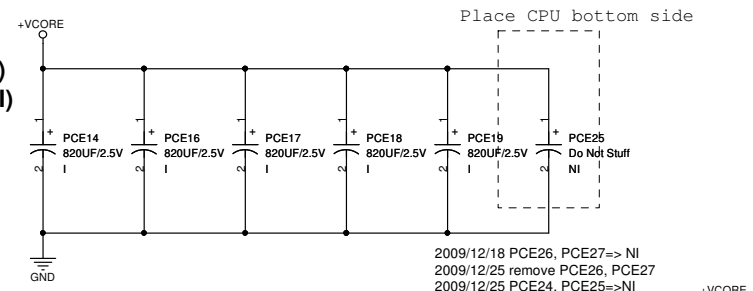 Place CPU bottom side
+VCORE
)
I)
1 + PCE14
820UF/2.5V
2 I
1 + PCE16
820UF/2.5V
2 I
1 + PCE17
820UF/2.5V
2 I
1 + PCE18
820UF/2.5V
2 I
1 + PCE19
820UF/2.5V
2 I
1 + PCE25
Do Not Stuff
2 NI
GND
2009/12/18 PCE26, PCE27=> NI
2009/12/25 remove PCE26, PCE27
2009/12/25 PCE24, PCE25=>NI
+VCORE